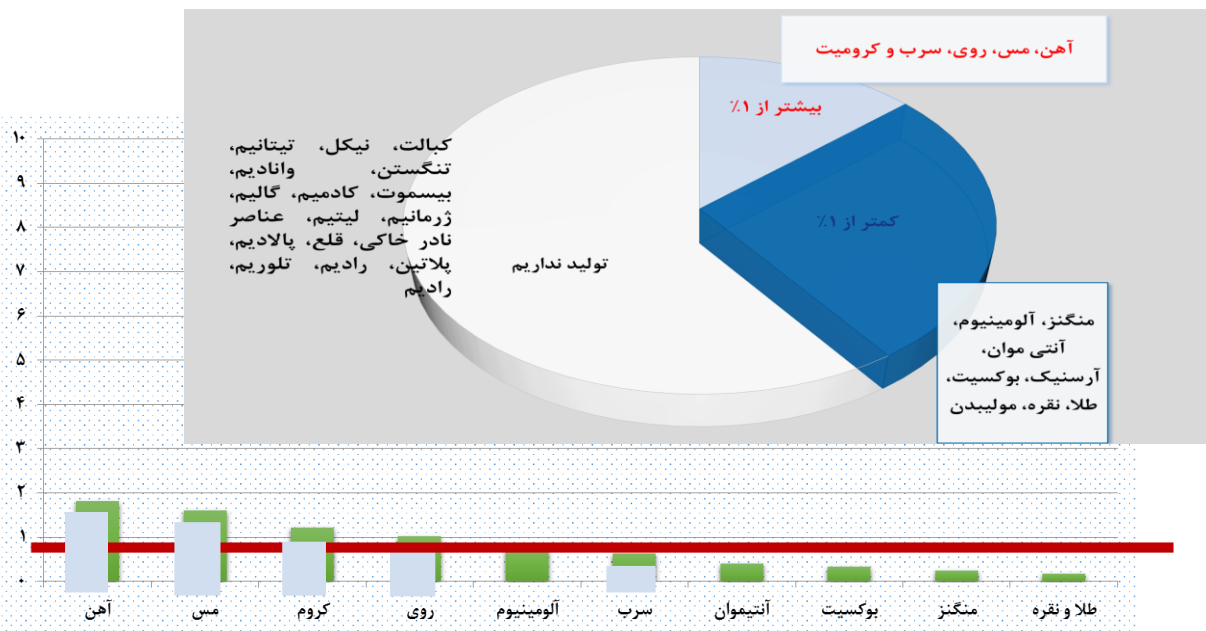 آهن، مس، روی، سرب و کرومیت
بیشتر از ۱٪
کمتر از ۱٪
تولید نداریم
کبالت، نیکل، تیتانیم،
تنگستن، وانادیم،
بیسموت، کادمیم، گالیم،
ژرمانیم، لیتیم، عناصر
نادر خاکی، قلع، پالادیم،
پلاتین، رادیم، تلوریم،
رادیم
منگنز، آلومینیوم،
آنتی موان،
آرسنیک، بوکسیت،
طلا، نقره، مولیبدن
۱۰
۹
۸
۷
۶
۵
۴
۳
۲
۱
۰
آهن
مس
کروم
روی
آلومینیوم
سرب
آنتیموان
بوکسیت
منگنز
طلا و نقره